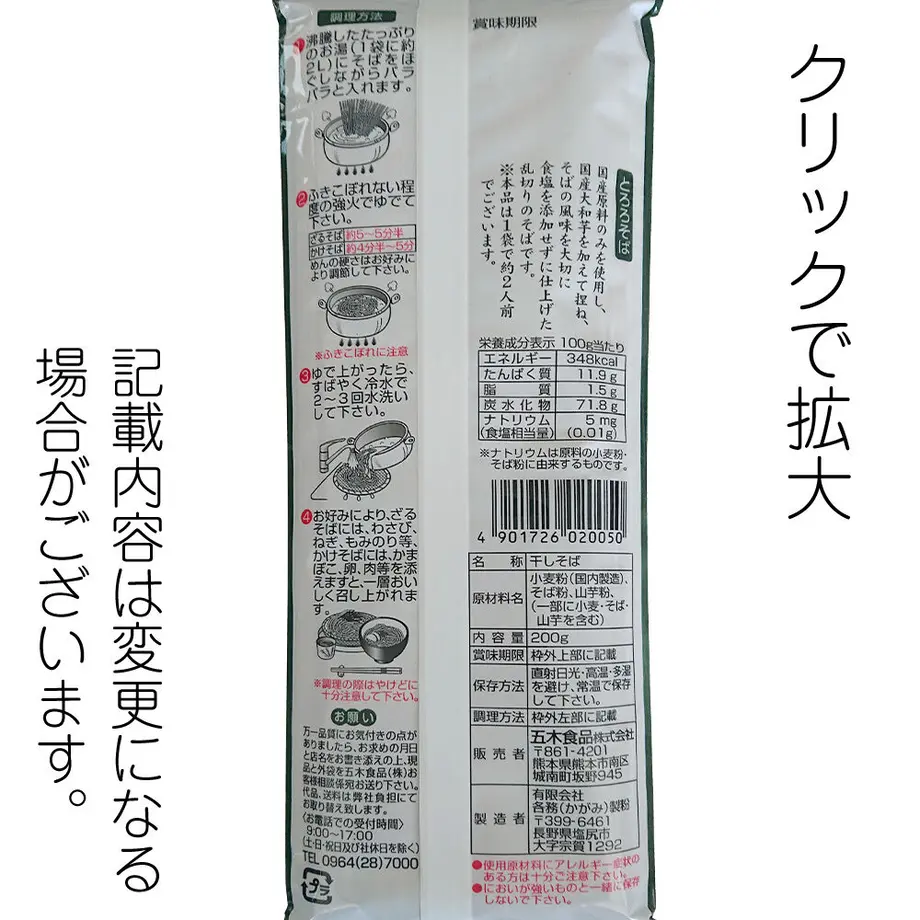 クリックで拡大
記載内容は変更になる
場合がございます。
調理方法
1 沸騰したたっぷり
のお湯(1袋に約
2L)にそばをほ
ぐしながらバラ
バラと入れます。
2 ふきこぼれない程
度の強火でゆでて
下さい。
ざるそば 約5～5分半
かけそば 約4分半～5分
めんの硬さはお好みに
より調節して下さい。
※ふきこぼれに注意
3 ゆで上がったら、
すばやく冷水で
2～3回水洗い
して下さい。
4 お好みにより、ざる
そばには、わさび、
ねぎ、もみのり等、
かけそばには、かま
ぼこ、卵、肉等を添
えますと、一層おい
しく召し上がれま
す。
※調理の際はやけどに
十分注意して下さい。
お願い
万一品質にお気付きの点が
ありましたら、お求めの月日
と店名をお書き添えの上、現
品と外袋を五木食品(株)お
客様相談係宛お送り下さい。
代品、送料は弊社負担にて
お取り替え致します。
〈お電話での受付時間〉
9:00～17:00
(土・日・祝日及び社休日を除く)
TEL 0964(28)7000
プラ
賞味期限
とろろそば
国産原料のみを使用し、
国産大和芋を加えて捏ね、
そばの風味を大切に
食塩を添加せずに仕上げた
乱切りのそばです。
※本品は1袋で約2人前
でございます。
栄養成分表示 100g当たり
エネルギー 348kcal
たんぱく質 11.9g
脂質 1.5g
炭水化物 71.8g
ナトリウム 5mg
(食塩相当量) (0.01g)
※ナトリウムは原料の小麦粉・
そば粉に由来するものです。
4 901726 020050
名称 干しそば
原材料名 小麦粉(国内製造)、
そば粉、山芋粉、
(一部に小麦・そば・
山芋を含む)
内容量 200g
賞味期限 枠外上部に記載
保存方法 直射日光・高温・多湿
を避け、常温で保存
して下さい。
調理方法 枠外左部に記載
販売者 五木食品株式会社
〒861-4201
熊本県熊本市南区
城南町坂野945
製造者 有限会社
各務(かがみ)製粉
〒399-6461
長野県塩尻市
大字宗賀1292
●使用原材料にアレルギー症状の
ある方は十分ご注意下さい。
●においが強いものと一緒に保存
しないで下さい。